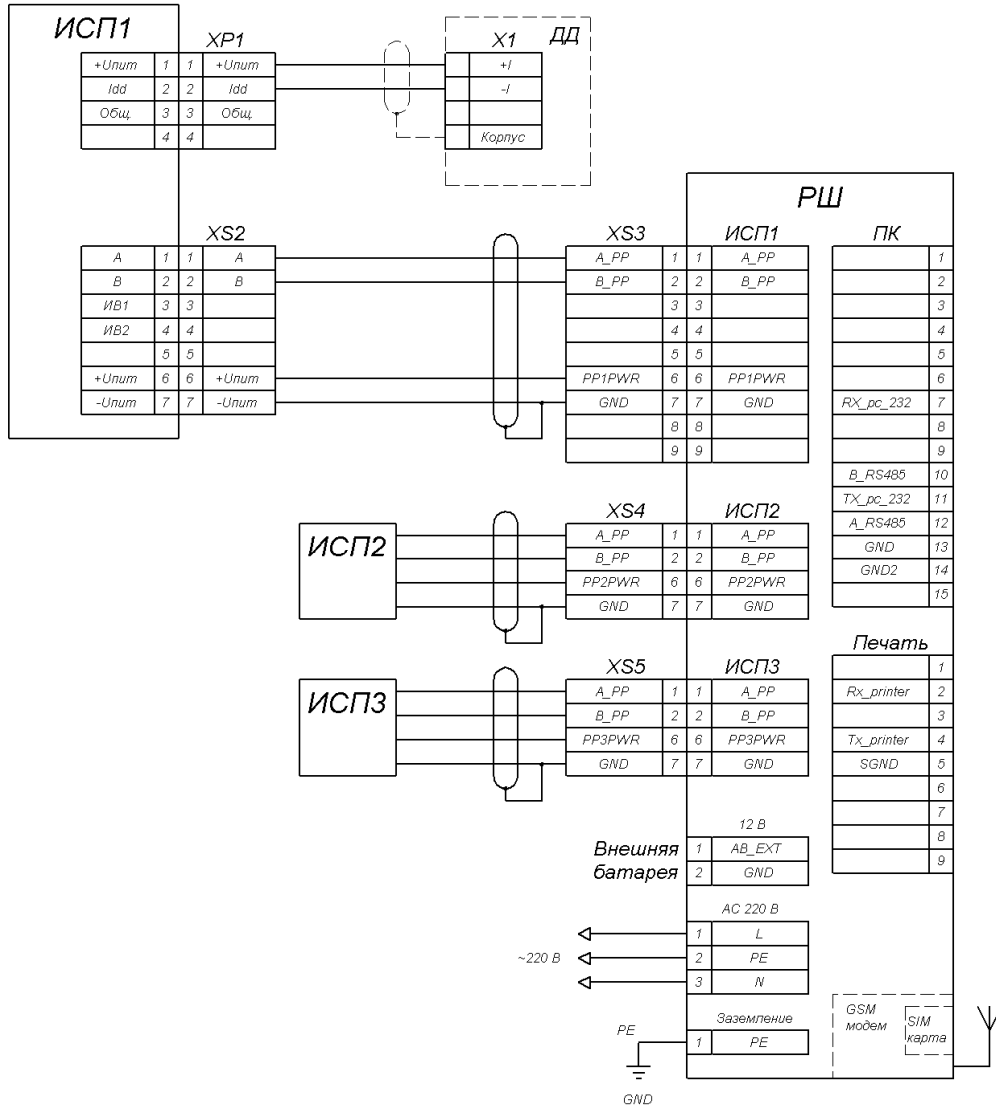 ИСП1
ХР1
+Uпит 1 1 +Uпит
Idd 2 2 Idd
Общ. 3 3 Общ.
4 4
ДД
X1
+I
-I
Корпус
XS2
A 1 1 A
B 2 2 B
ИВ1 3 3
ИВ2 4 4
5 5
+Uпит 6 6 +Uпит
-Uпит 7 7 -Uпит
РШ
XS3 ИСП1
A_PP 1 1 A_PP
B_PP 2 2 B_PP
3 3
4 4
5 5
PP1PWR 6 6 PP1PWR
GND 7 7 GND
8 8
9 9
ПК
1
2
3
4
5
6
RX_pc_232 7
8
9
B_RS485 10
TX_pc_232 11
A_RS485 12
GND 13
GND2 14
15
ИСП2
XS4 ИСП2
A_PP 1 1 A_PP
B_PP 2 2 B_PP
PP2PWR 6 6 PP2PWR
GND 7 7 GND
ИСП3
XS5 ИСП3
A_PP 1 1 A_PP
B_PP 2 2 B_PP
PP3PWR 6 6 PP3PWR
GND 7 7 GND
Печать
1
Rx_printer 2
3
Tx_printer 4
SGND 5
6
7
8
9
Внешняя
батарея
12 В
1 AB_EXT
2 GND
АС 220 В
~220 В
1 L
2 PE
3 N
Заземление
PE
1 PE
GND
GSM
модем
SIM
карта